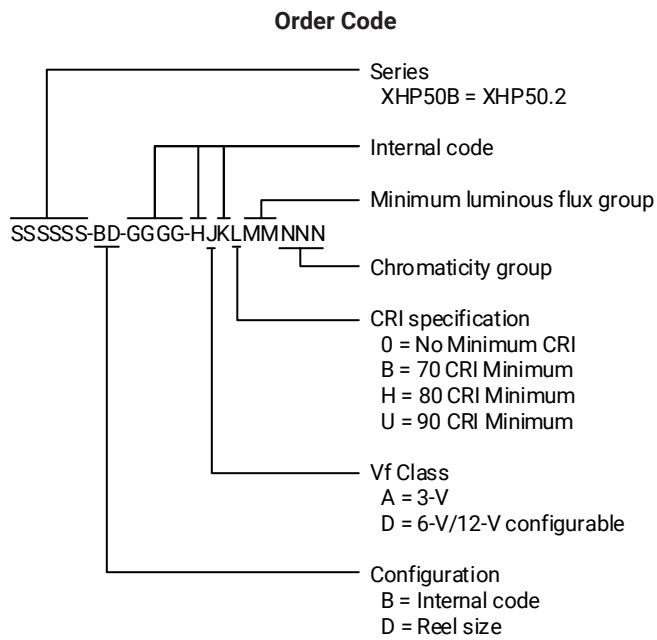 Order Code
Series
XHP50B = XHP50.2
Internal code
Minimum luminous flux group
SSSSSS-BD-GGGG-HJKLMMNNN
Chromaticity group
CRI specification
0 = No Minimum CRI
B = 70 CRI Minimum
H = 80 CRI Minimum
U = 90 CRI Minimum
Vf Class
A = 3-V
D = 6-V/12-V configurable
Configuration
B = Internal code
D = Reel size